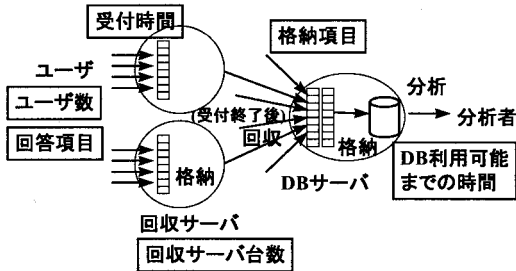 受付時間
格納項目
ユーザ
ユーザ数
回答項目
(受付終了後)
回収
格納
格納
分析
分析者
DBサーバ
DB利用可能
までの時間
回収サーバ
回収サーバ台数